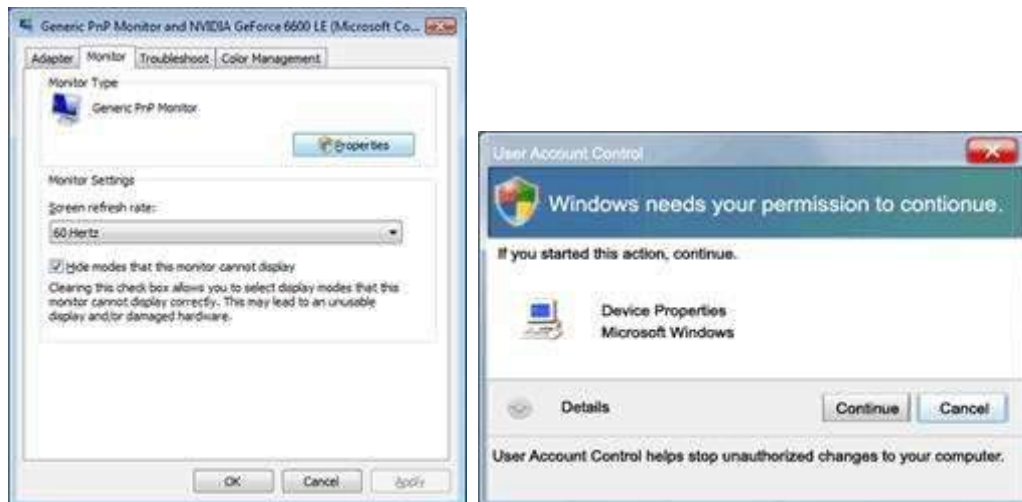 Generic PnP Monitor and NVIDIA GeForce 6600 LE (Microsoft Co...
Adapter Monitor Troubleshoot Color Management
Monitor Type
Generic PnP Monitor
Properties
Monitor Settings
Screen refresh rate:
60 Hertz
Hide modes that this monitor cannot display
Clearing this check box allows you to select display modes that this
monitor cannot display correctly. This may lead to an unusable
display and/or damaged hardware.
OK Cancel Apply
User Account Control
Windows needs your permission to contionue.
If you started this action, continue.
Device Properties
Microsoft Windows
Details Continue Cancel
User Account Control helps stop unauthorized changes to your computer.